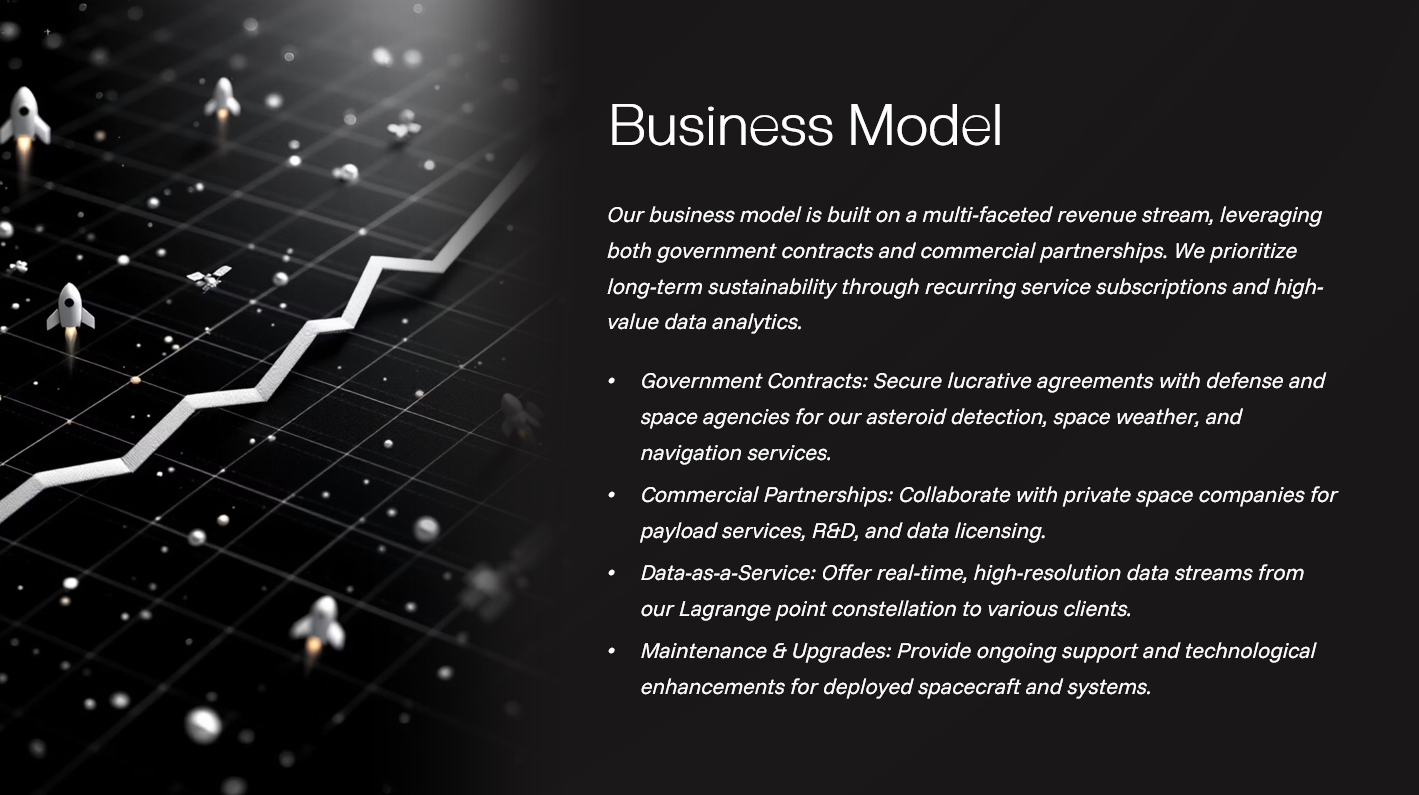 Business Model
Our business model is built on a multi-faceted revenue stream, leveraging
both government contracts and commercial partnerships. We prioritize
long-term sustainability through recurring service subscriptions and high-
value data analytics.
• Government Contracts: Secure lucrative agreements with defense and
space agencies for our asteroid detection, space weather, and
navigation services.
• Commercial Partnerships: Collaborate with private space companies for
payload services, R&D, and data licensing.
• Data-as-a-Service: Offer real-time, high-resolution data streams from
our Lagrange point constellation to various clients.
• Maintenance & Upgrades: Provide ongoing support and technological
enhancements for deployed spacecraft and systems.